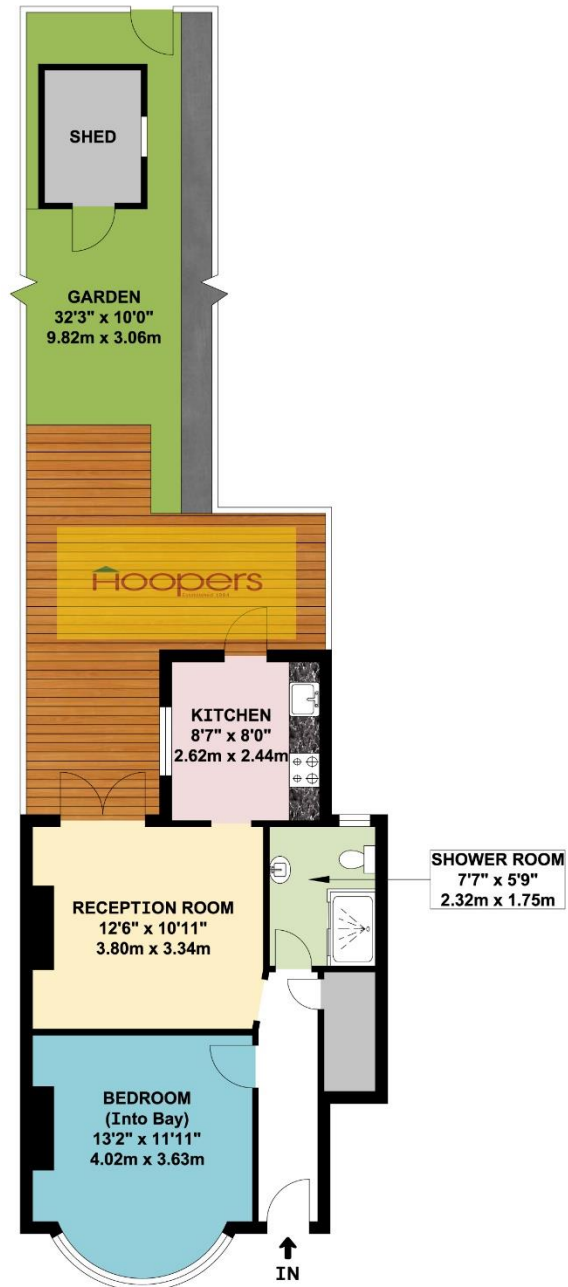 SHED
GARDEN
32'3" x 10'0"
9.82m x 3.06m
Hoopers
KITCHEN
8'7" x 8'0"
2.62m x 2.44m
SHOWER ROOM
7'7" x 5'9"
2.32m x 1.75m
RECEPTION ROOM
12'6" x 10'11"
3.80m x 3.34m
BEDROOM
(Into Bay)
13'2" x 11'11"
4.02m x 3.63m
IN